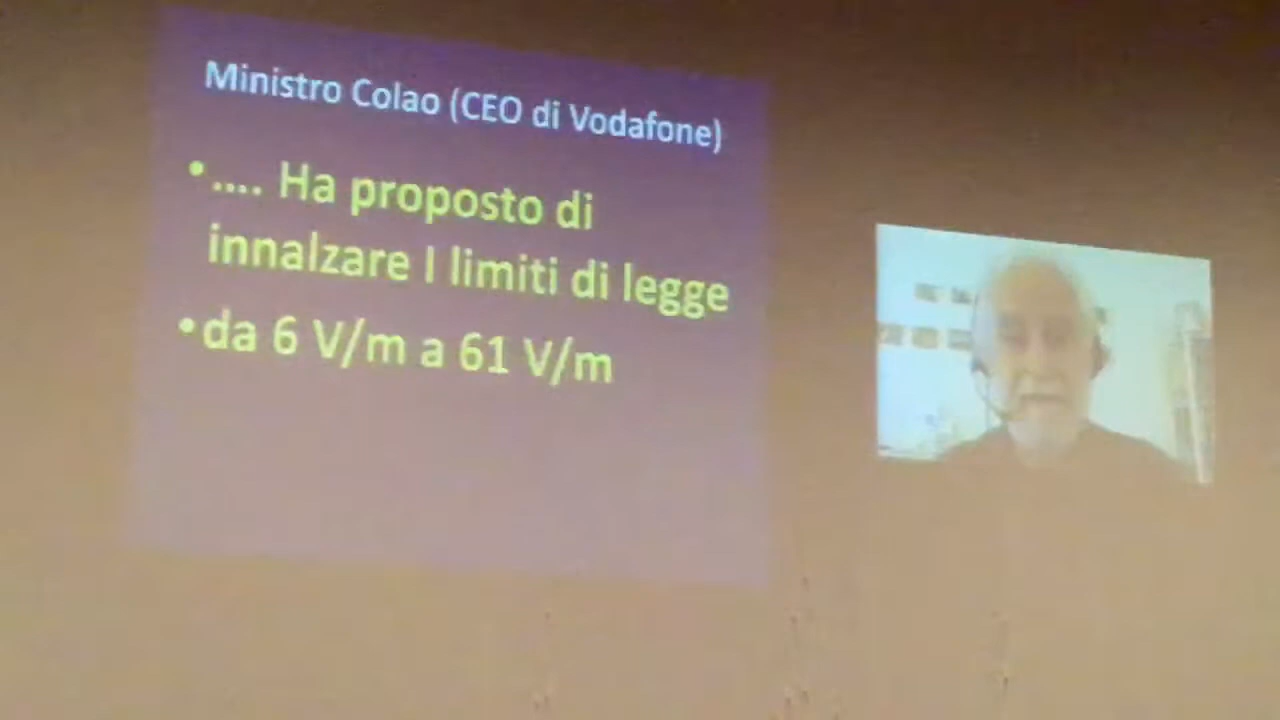 Ministro Colao (CEO di Vodafone)
•.... Ha proposto di
innalzare I limiti di legge
•da 6 V/m a 61 V/m